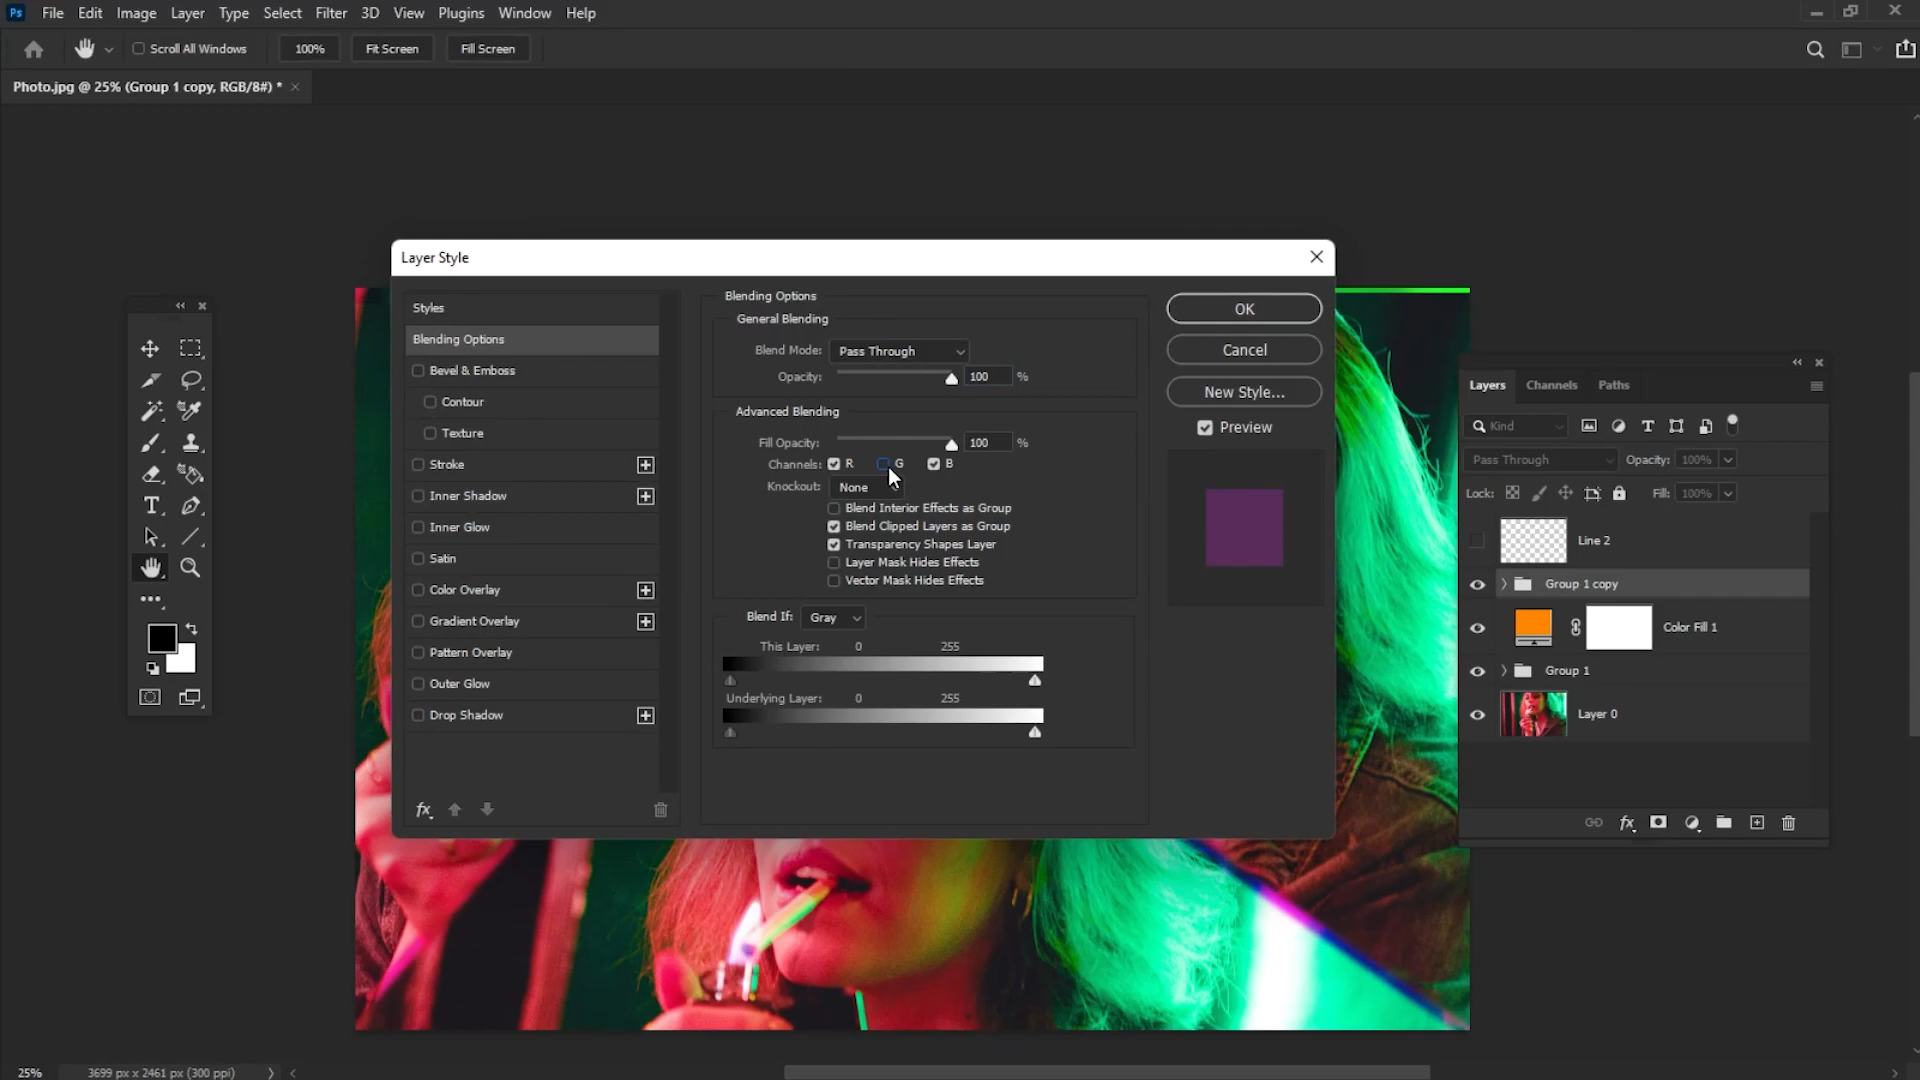 Ps File Edit Image Layer Type Select Filter 3D View Plugins Window Help
Scroll All Windows 100% Fit Screen Fill Screen
Photo.jpg @ 25% (Group 1 copy, RGB/8#) *
Layer Style
Styles
Blending Options
Bevel & Emboss
Contour
Texture
Stroke
Inner Shadow
Inner Glow
Satin
Color Overlay
Gradient Overlay
Pattern Overlay
Outer Glow
Drop Shadow
fx
Blending Options
General Blending
Blend Mode: Pass Through
Opacity: 100 %
Advanced Blending
Fill Opacity: 100 %
Channels: R G B
Knockout: None
Blend Interior Effects as Group
Blend Clipped Layers as Group
Transparency Shapes Layer
Layer Mask Hides Effects
Vector Mask Hides Effects
Blend If: Gray
This Layer: 0 255
Underlying Layer: 0 255
OK
Cancel
New Style...
Preview
Layers Channels Paths
Kind
Pass Through Opacity: 100%
Lock: Fill: 100%
Line 2
Group 1 copy
Color Fill 1
Group 1
Layer 0
fx
25% 3699 px x 2461 px (300 ppi)